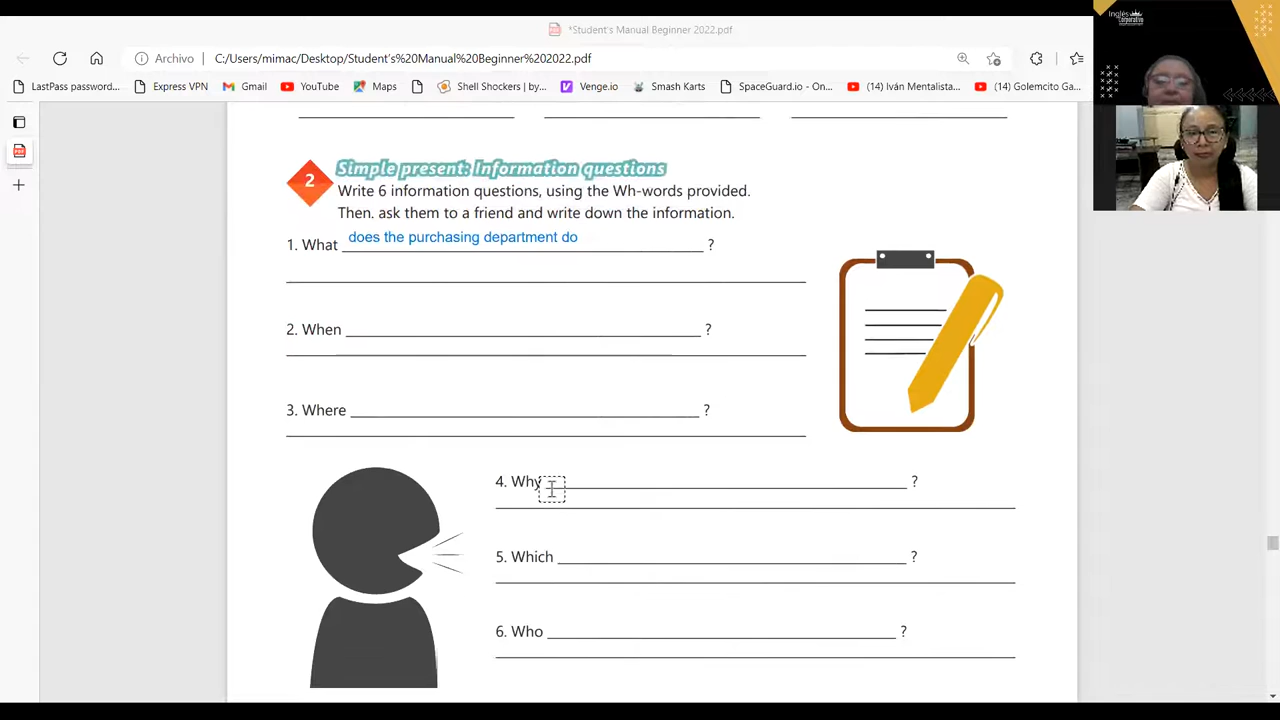 *Student's Manual Beginner 2022.pdf
Archivo
C:/Users/mimac/Desktop/Student's%20Manual%20Beginner%202022.pdf
LastPass password...
Express VPN
Gmail
YouTube
Maps
Shell Shockers | by...
Venge.io
Smash Karts
SpaceGuard.io - On...
(14) Iván Mentalista...
(14) Golemcito Ga...
Inglés
Corporativo
2
Simple present: Information questions
Write 6 information questions, using the Wh-words provided.
Then. ask them to a friend and write down the information.
1. What does the purchasing department do ?
2. When ?
3. Where ?
4. Why ?
5. Which ?
6. Who ?